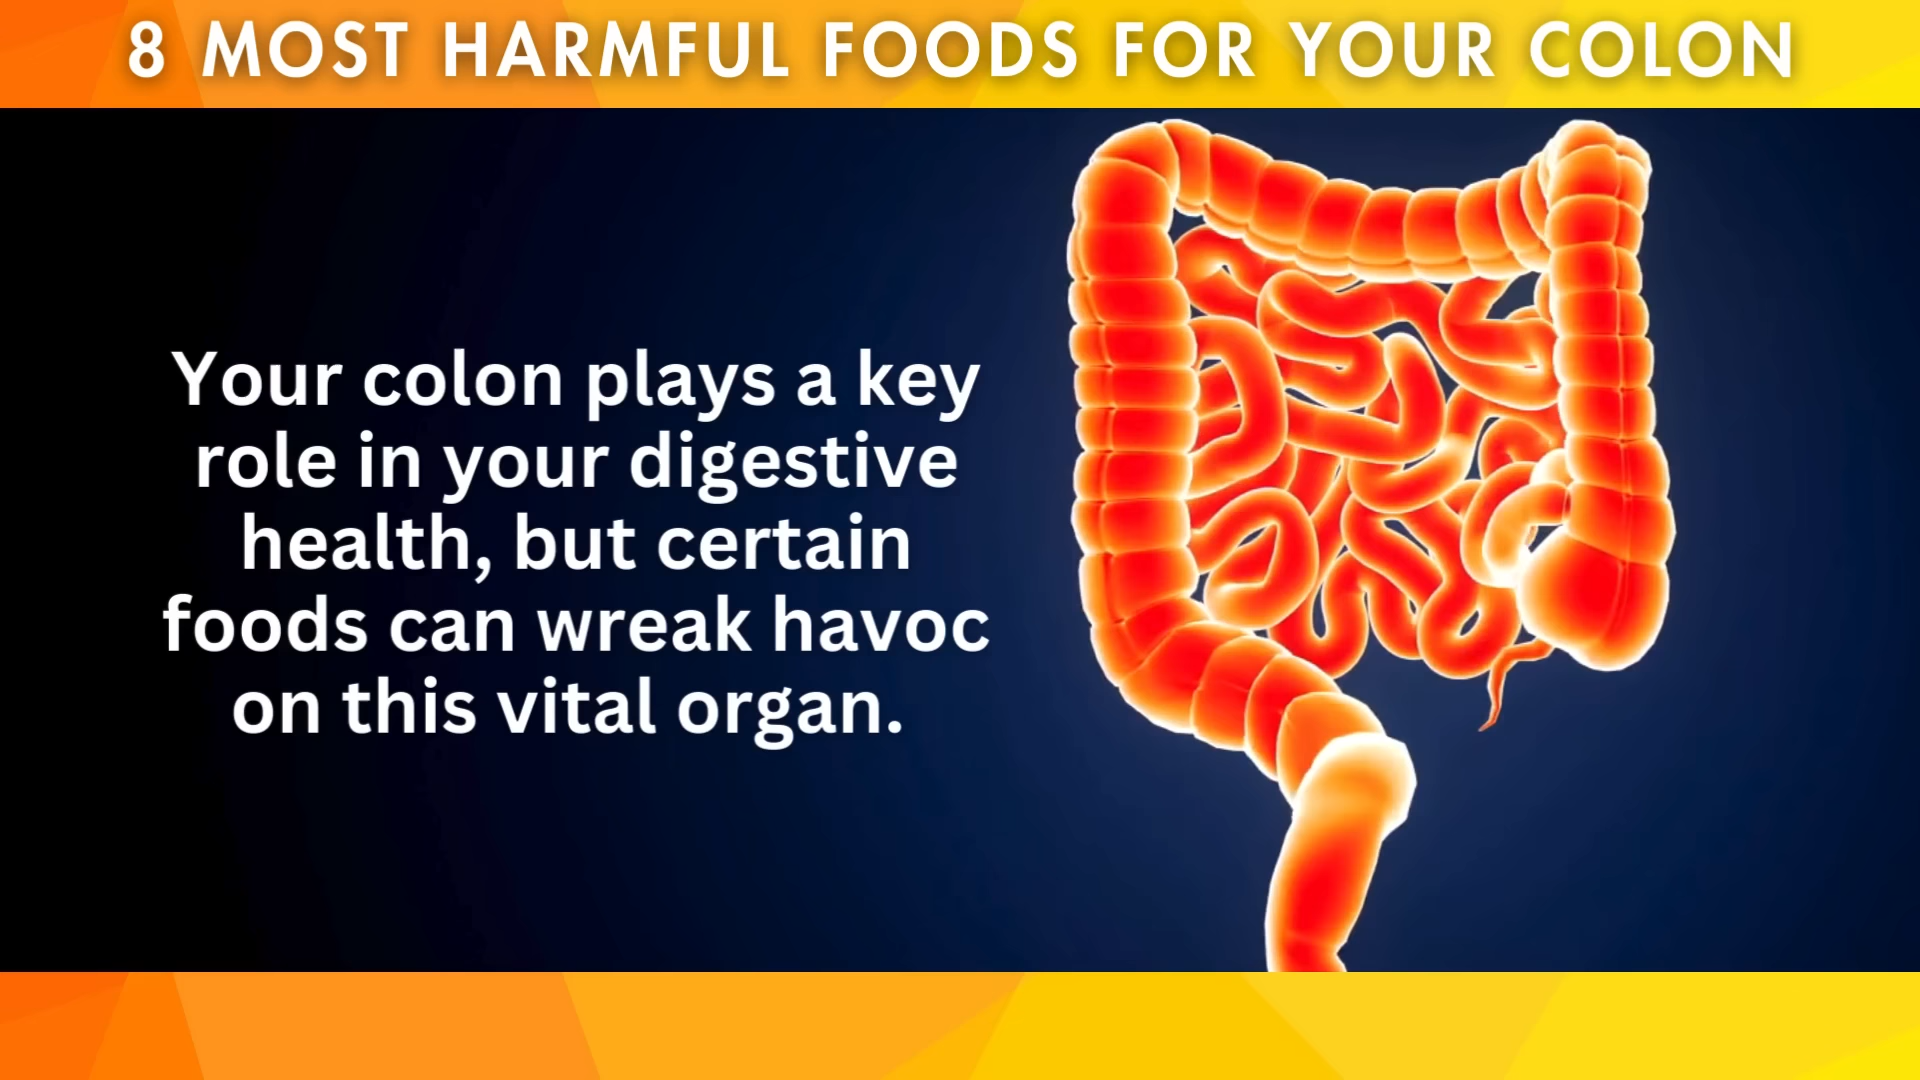 8 MOST HARMFUL FOODS FOR YOUR COLON
Your colon plays a key
role in your digestive
health, but certain
foods can wreak havoc
on this vital organ.